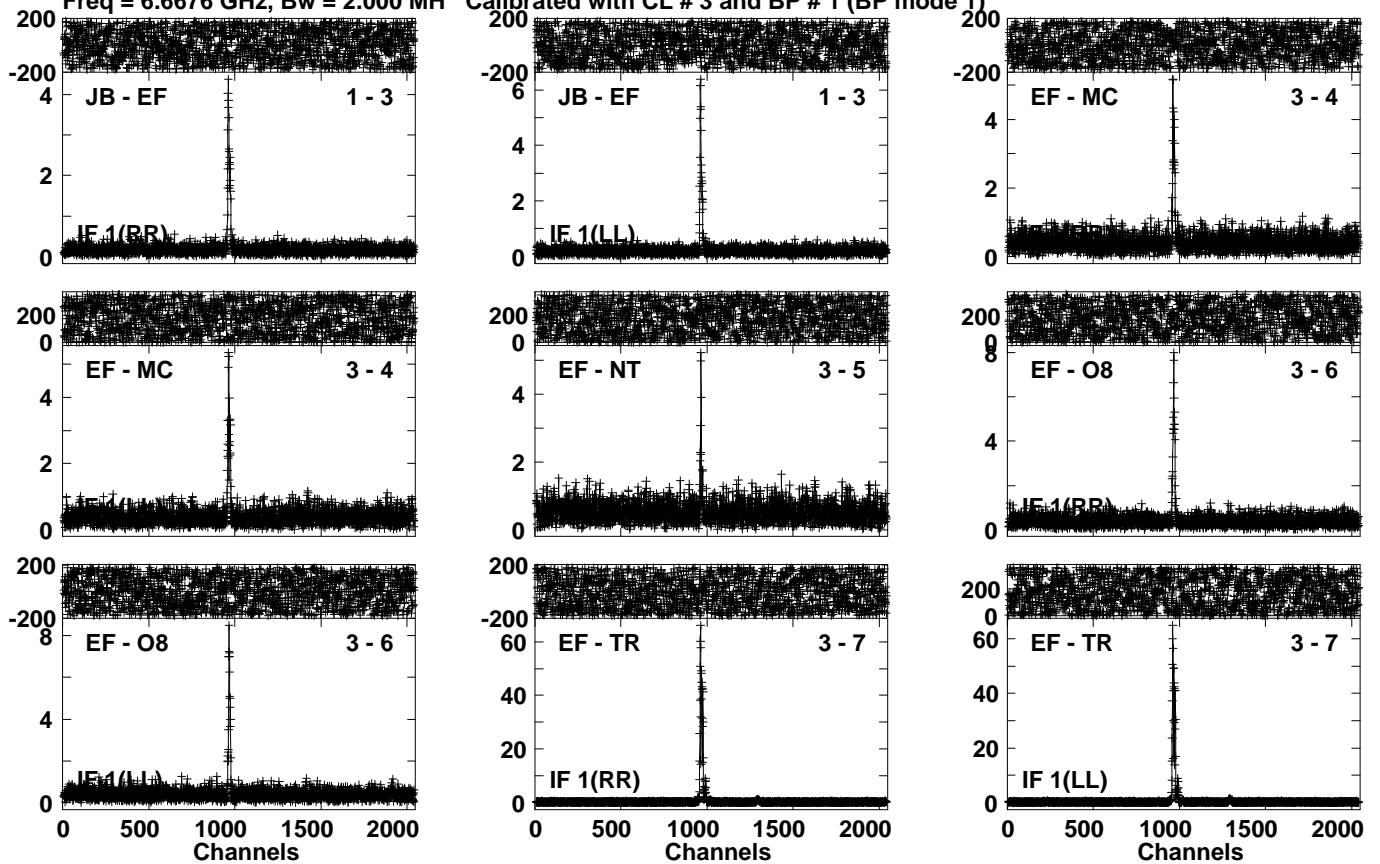 Freq = 6.6676 GHz, Bw = 2.000 MH Calibrated with CL # 3 and BP # 1 (BP mode 1)
200 200 200
-200 -200 -200
JB - EF 1 - 3 JB - EF 1 - 3 EF - MC 3 - 4
4 6
4 4
2 2 2
IF 1(RR) IF 1(LL)
0 0 0
200 200 200
0 0 0
EF - MC 3 - 4 EF - NT 3 - 5 EF - O8 3 - 6
8
4 4 4
2 2
IF 1(RR)
0 0 0
200 200 200
-200 -200 0
EF - O8 3 - 6 EF - TR 3 - 7 EF - TR 3 - 7
8 60 60
4 40 40
20 20
IF 1(LL) IF 1(RR) IF 1(LL)
0 0 0
0 500 1000 1500 2000 0 500 1000 1500 2000 0 500 1000 1500 2000
Channels Channels Channels